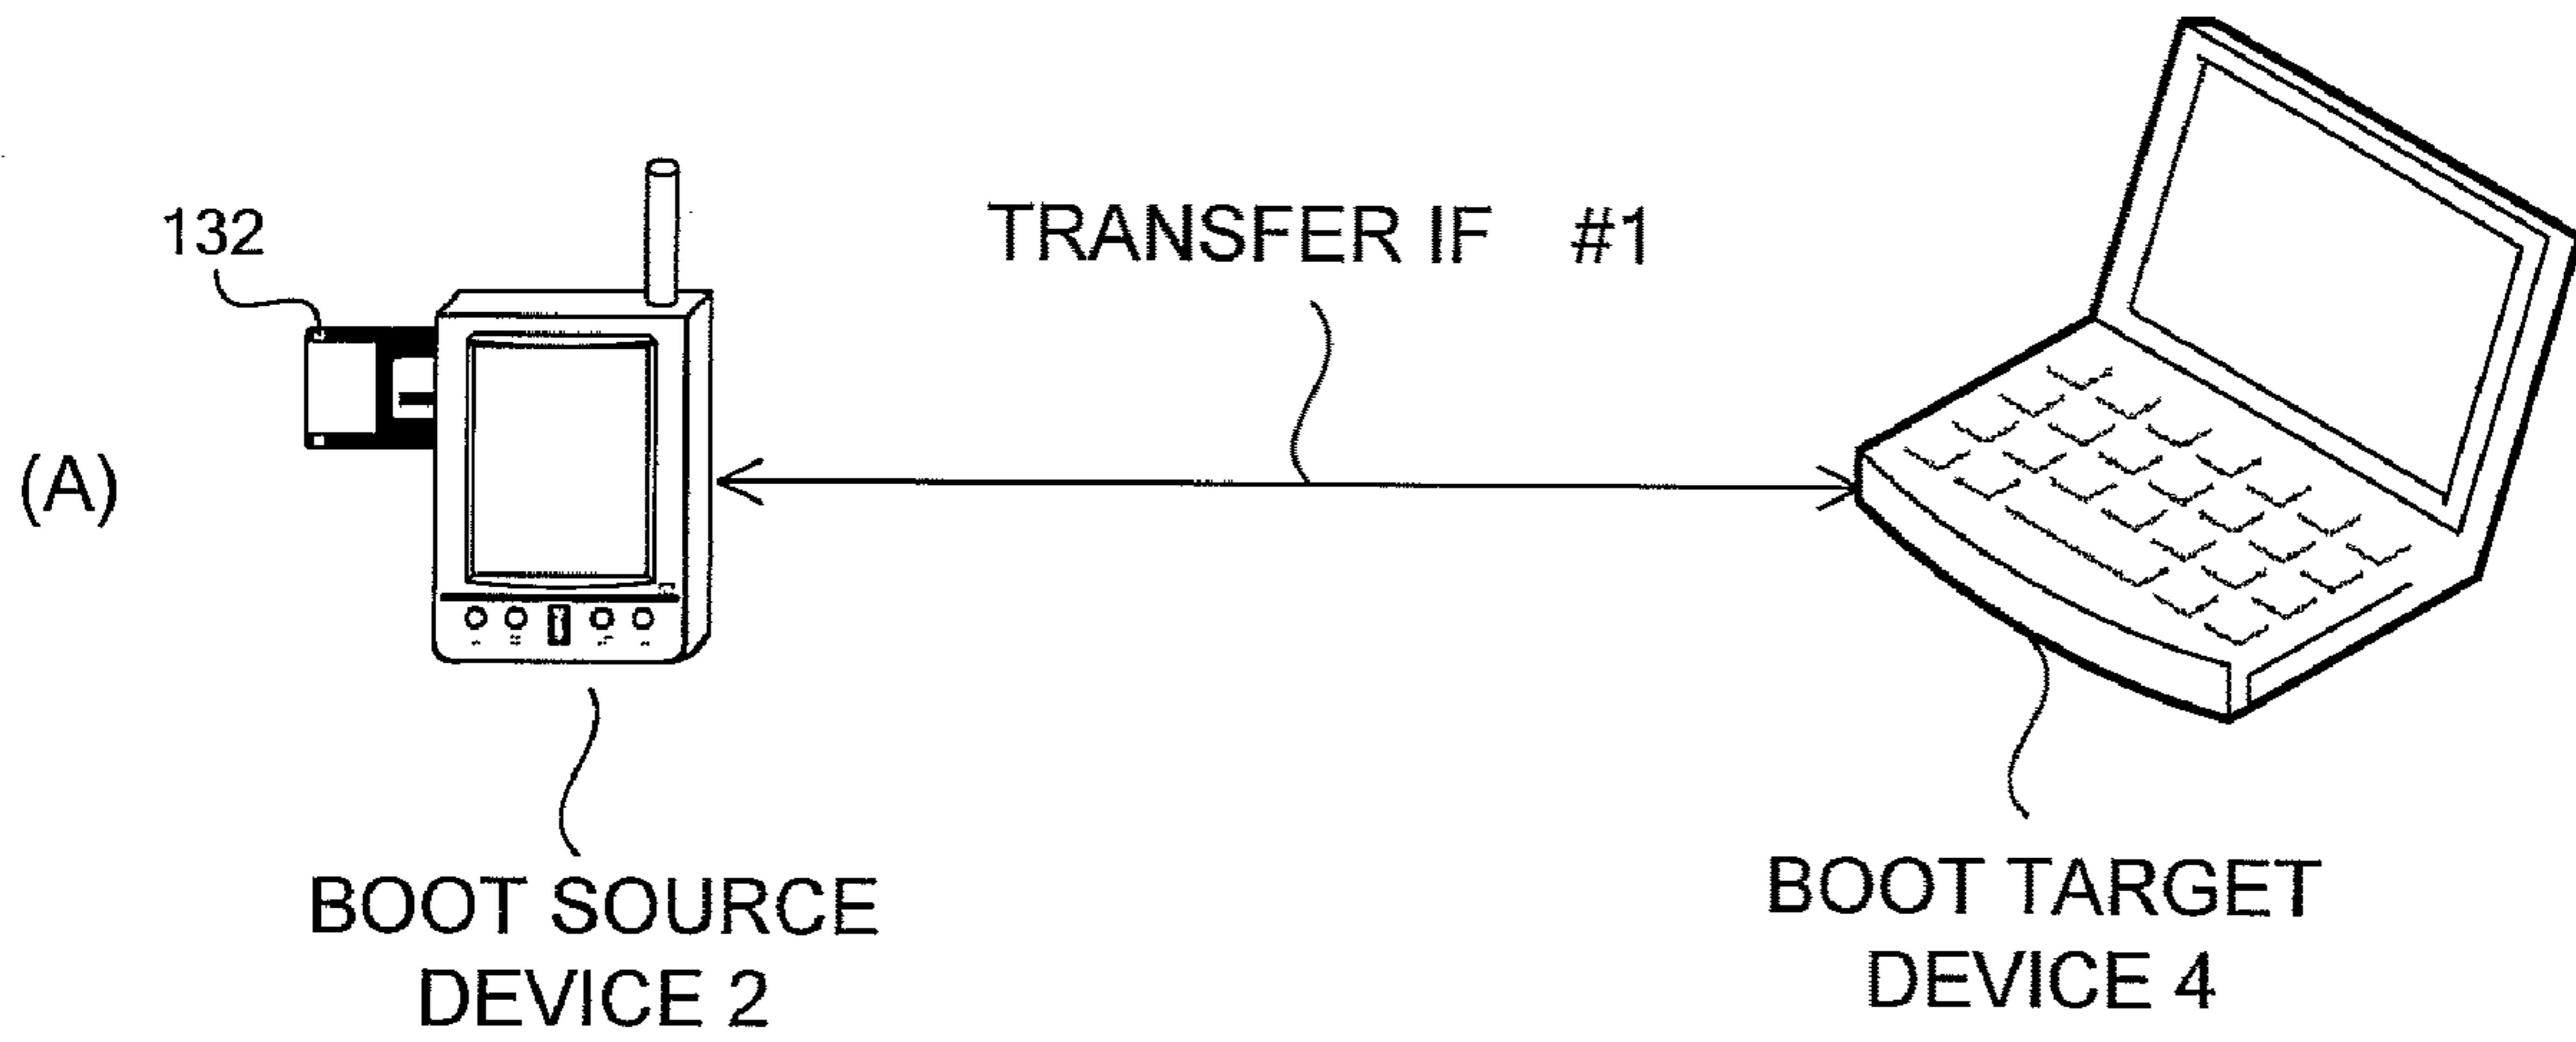 132
TRANSFER IF #1
(A)
BOOT SOURCE
DEVICE 2
BOOT TARGET
DEVICE 4